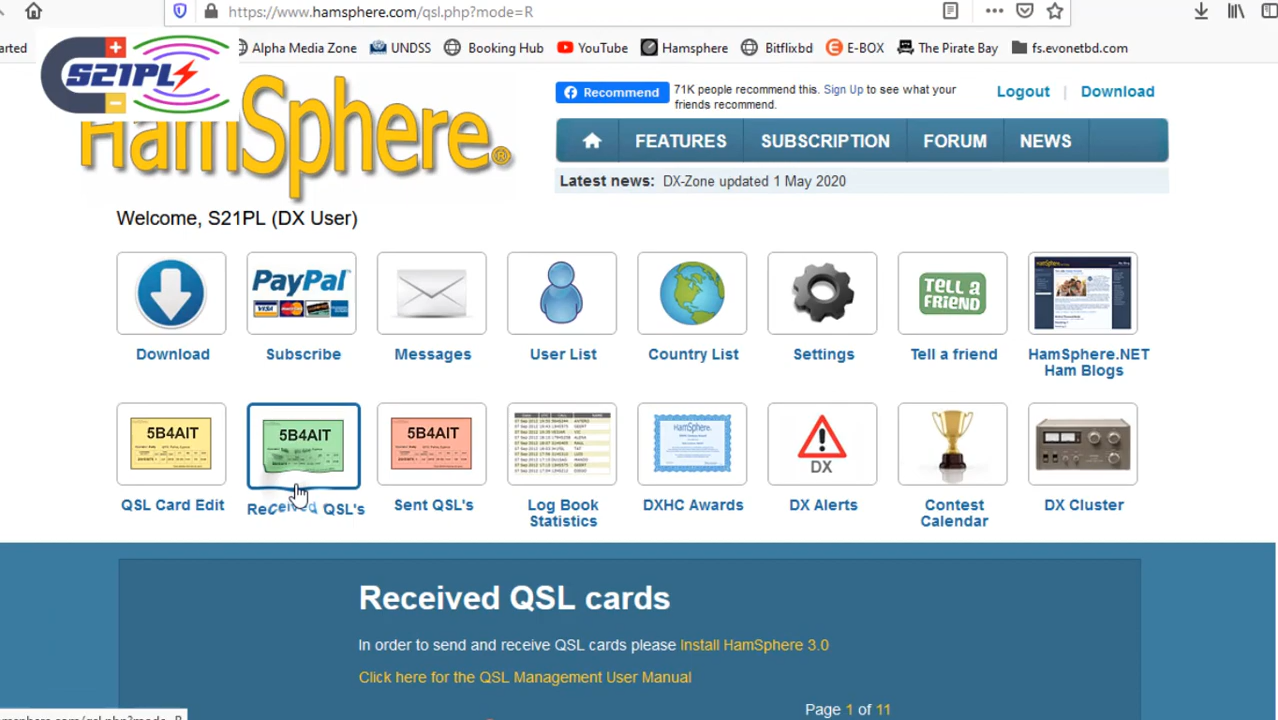 https://www.hamsphere.com/qsl.php?mode=R
arted
Alpha Media Zone
UNDSS
Booking Hub
YouTube
Hamsphere
Bitflixbd
E-BOX
The Pirate Bay
fs.evonetbd.com
S21PL
HamSphere®
Recommend
71K people recommend this. Sign Up to see what your
friends recommend.
Logout | Download
FEATURES
SUBSCRIPTION
FORUM
NEWS
Latest news: DX-Zone updated 1 May 2020
Welcome, S21PL (DX User)
PayPal
VISA
TELL A
FRIEND
Download
Subscribe
Messages
User List
Country List
Settings
Tell a friend
HamSphere.NET
Ham Blogs
5B4AIT
5B4AIT
5B4AIT
HamSphere
DX
QSL Card Edit
Received QSL's
Sent QSL's
Log Book
Statistics
DXHC Awards
DX Alerts
Contest
Calendar
DX Cluster
Received QSL cards
In order to send and receive QSL cards please Install HamSphere 3.0
Click here for the QSL Management User Manual
Page 1 of 11